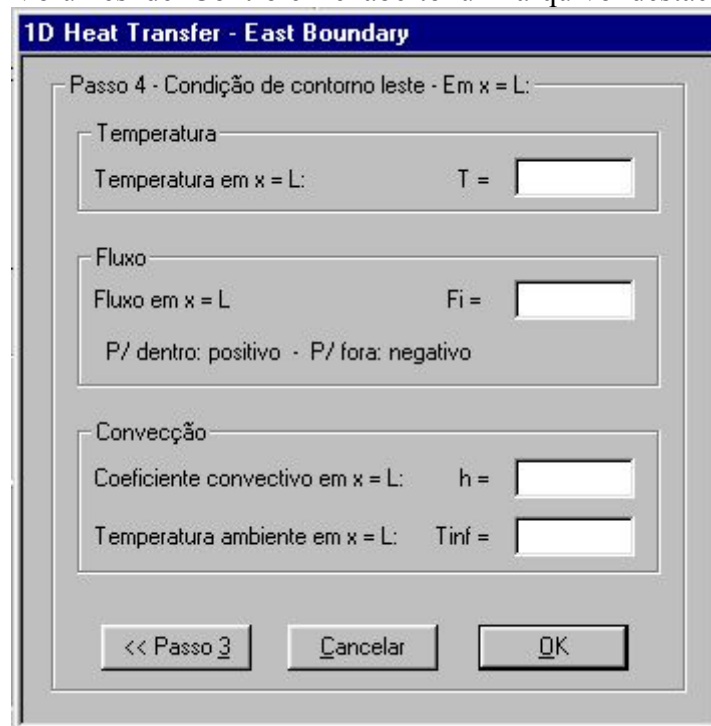 1D Heat Transfer - East Boundary
Passo 4 - Condição de contorno leste - Em x = L:
Temperatura
Temperatura em x = L: T =
Fluxo
Fluxo em x = L Fi =
P/ dentro: positivo - P/ fora: negativo
Convecção
Coeficiente convectivo em x = L: h =
Temperatura ambiente em x = L: Tinf =
<< Passo 3 Cancelar OK